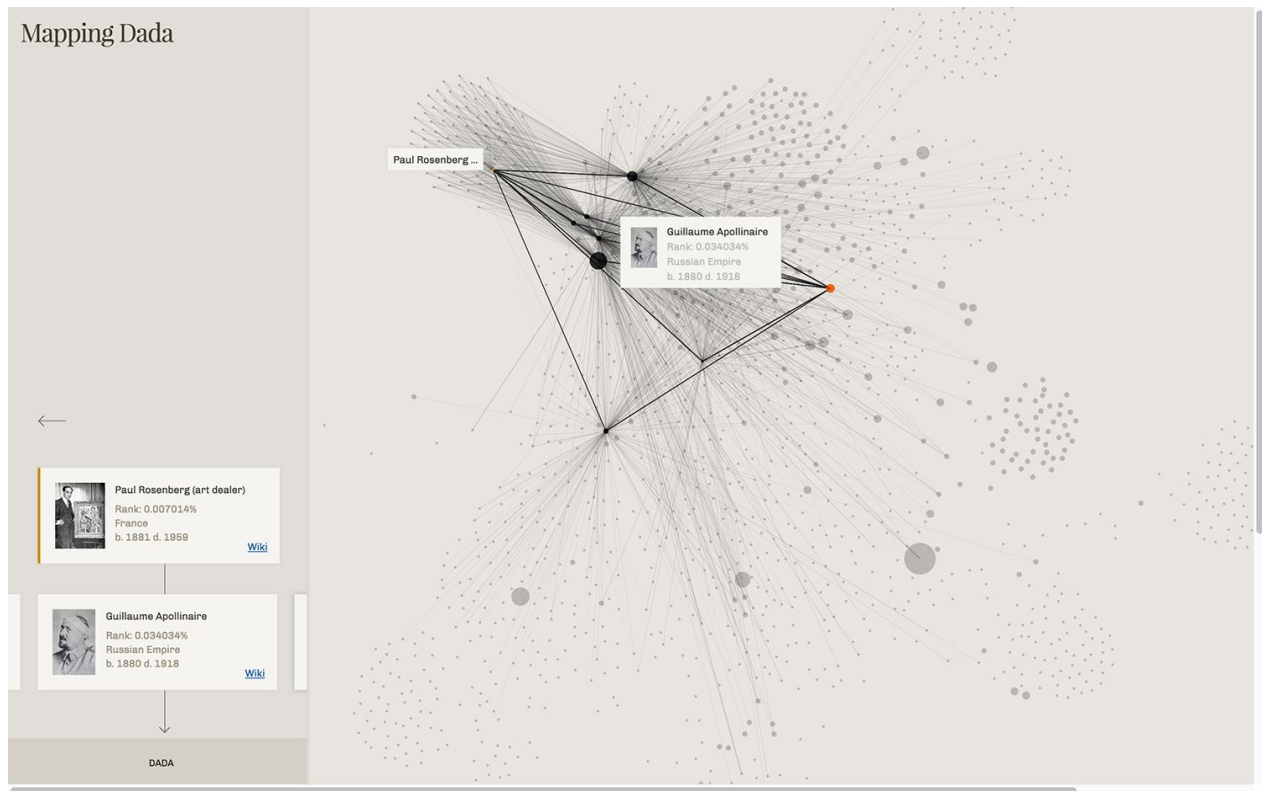 Mapping Dada
Paul Rosenberg ...
Guillaume Apollinaire
Rank: 0.034034%
Russian Empire
b. 1880 d. 1918
Paul Rosenberg (art dealer)
Rank: 0.007014%
France
b. 1881 d. 1959
Wiki
Guillaume Apollinaire
Rank: 0.034034%
Russian Empire
b. 1880 d. 1918
Wiki
DADA